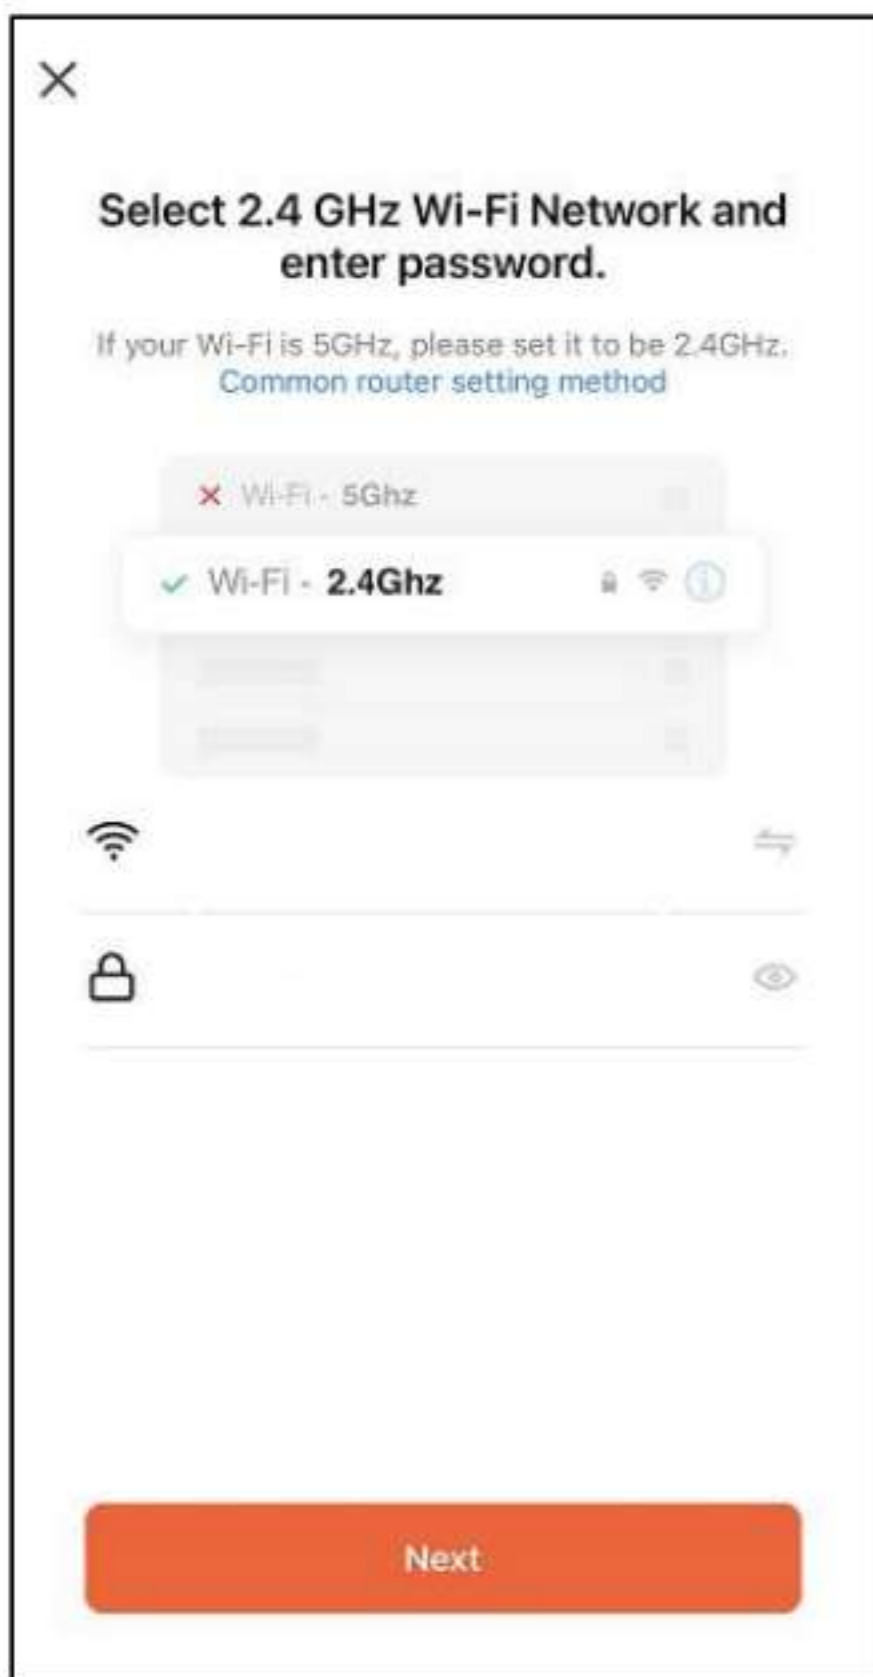 Select 2.4 GHz Wi-Fi Network and
enter password.
If your Wi-Fi is 5GHz, please set it to be 2.4GHz.
Common router setting method
Wi-Fi - 5Ghz
Wi-Fi - 2.4Ghz
Next